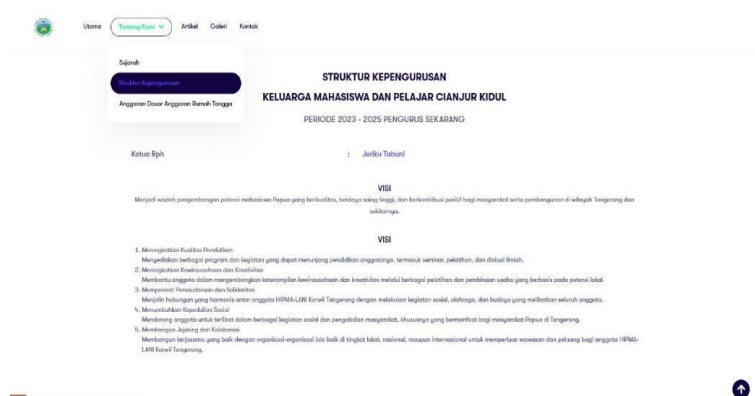 Utama Tentang Kami Artikel Galeri Kontak
Sejarah
Struktur Kepengurusan
Anggaran Dasar Anggaran Rumah Tangga
STRUKTUR KEPENGURUSAN
KELUARGA MAHASISWA DAN PELAJAR CIANJUR KIDUL
PERIODE 2023 - 2025 PENGURUS SEKARANG
Ketua Bph : Jeriku Tabuni
VISI
Menjadi wadah pengembangan potensi mahasiswa Papua yang berkualitas, berdaya saing tinggi, dan berkontribusi positif bagi masyarakat serta pembangunan di wilayah Tangerang dan
sekitarnya.
VISI
1. Meningkatkan Kualitas Pendidikan
Menyediakan berbagai program dan kegiatan yang dapat menunjang pendidikan anggotanya, termasuk seminar, pelatihan, dan diskusi ilmiah.
2. Meningkatkan Kewirausahaan dan Kreativitas
Membantu anggota dalam mengembangkan keterampilan kewirausahaan dan kreativitas melalui berbagai pelatihan dan pembinaan usaha yang berbasis pada potensi lokal.
3. Mempererat Persaudaraan dan Solidaritas
Menjalin hubungan yang harmonis antar anggota HIPMA-LANI Korwil Tangerang dengan melakukan kegiatan sosial, olahraga, dan budaya yang melibatkan seluruh anggota.
4. Menumbuhkan Kepedulian Sosial
Mendorong anggota untuk terlibat dalam berbagai kegiatan sosial dan pengabdian masyarakat, khususnya yang bermanfaat bagi masyarakat Papua di Tangerang.
5. Membangun Jejaring dan Kolaborasi
Membangun kerjasama yang baik dengan organisasi-organisasi lain baik di tingkat lokal, nasional, maupun internasional untuk memperluas wawasan dan peluang bagi anggota HIPMA-
LANI Korwil Tangerang.